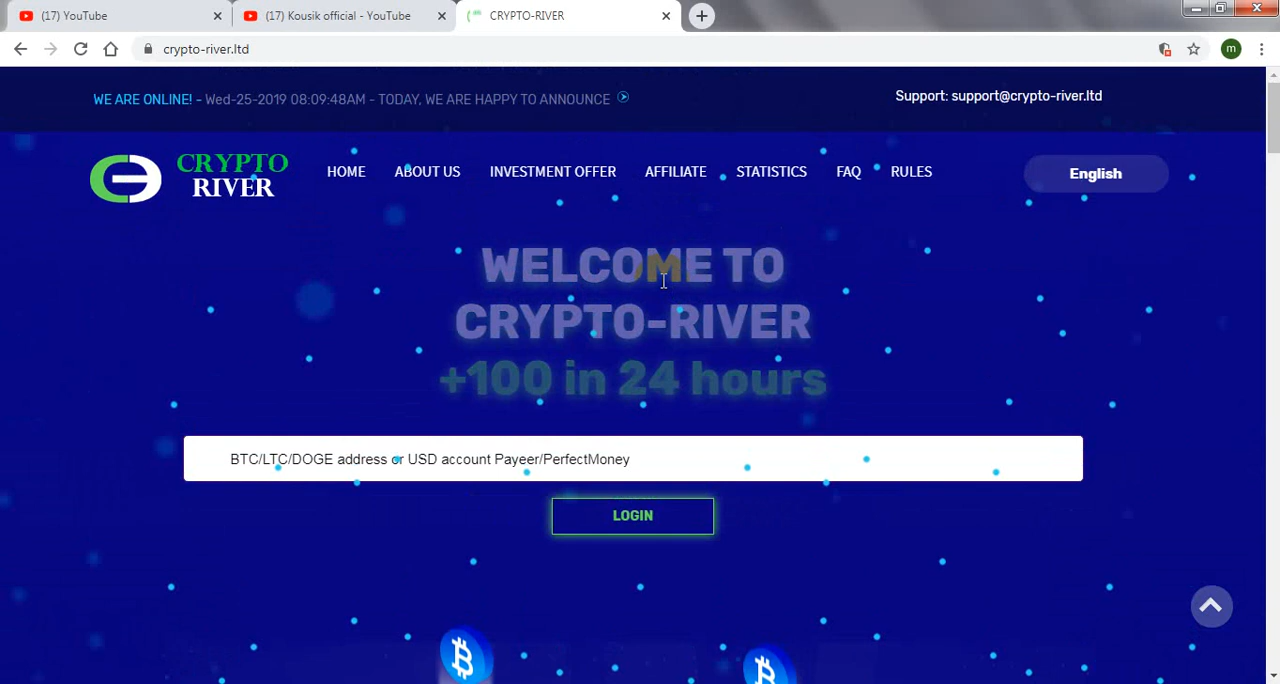 (17) YouTube
(17) Kousik official - YouTube
CRYPTO-RIVER
crypto-river.ltd
m
WE ARE ONLINE! - Wed-25-2019 08:09:48AM - TODAY, WE ARE HAPPY TO ANNOUNCE
Support: support@crypto-river.ltd
CRYPTO
RIVER
HOME
ABOUT US
INVESTMENT OFFER
AFFILIATE
STATISTICS
FAQ
RULES
English
WELCOME TO
CRYPTO-RIVER
+100 in 24 hours
BTC/LTC/DOGE address or USD account Payeer/PerfectMoney
LOGIN